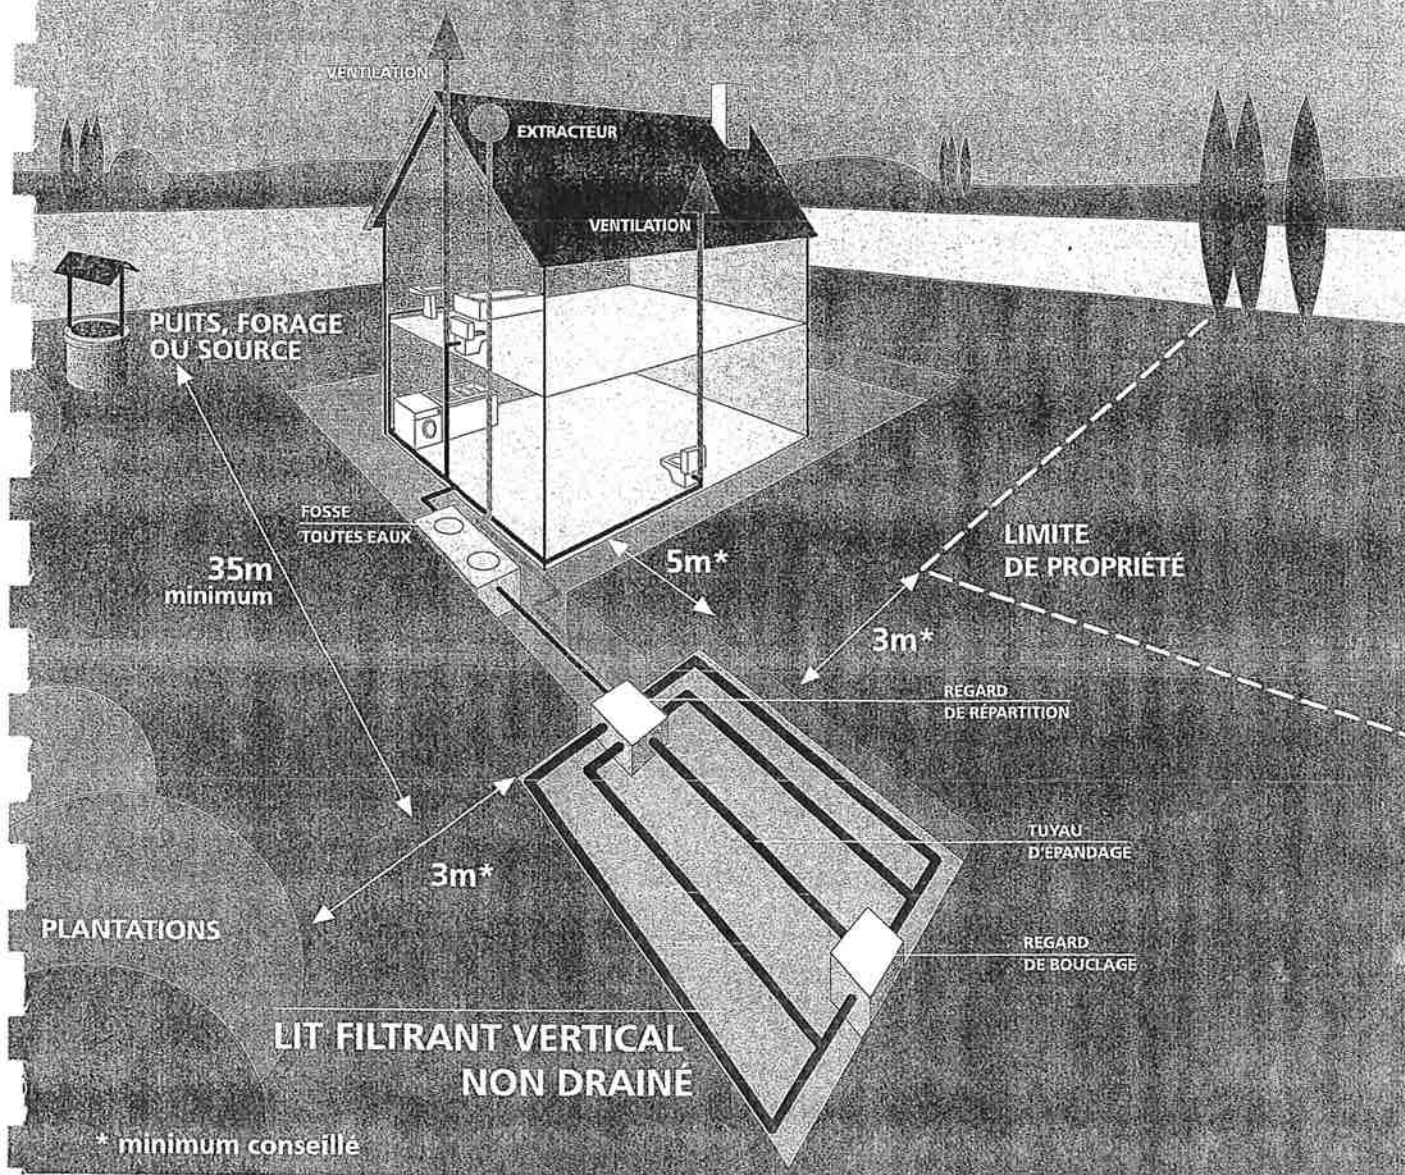 VENTILATION
EXTRACTEUR
VENTILATION
PUITS, FORAGE
OU SOURCE
FOSSE
TOUTES EAUX
35m
minimum
5m*
LIMITE
DE PROPRIÉTÉ
3m*
REGARD
DE RÉPARTITION
TUYAU
D'ÉPANDAGE
3m*
PLANTATIONS
REGARD
DE BOUCLAGE
LIT FILTRANT VERTICAL
NON DRAINÉ
* minimum conseillé